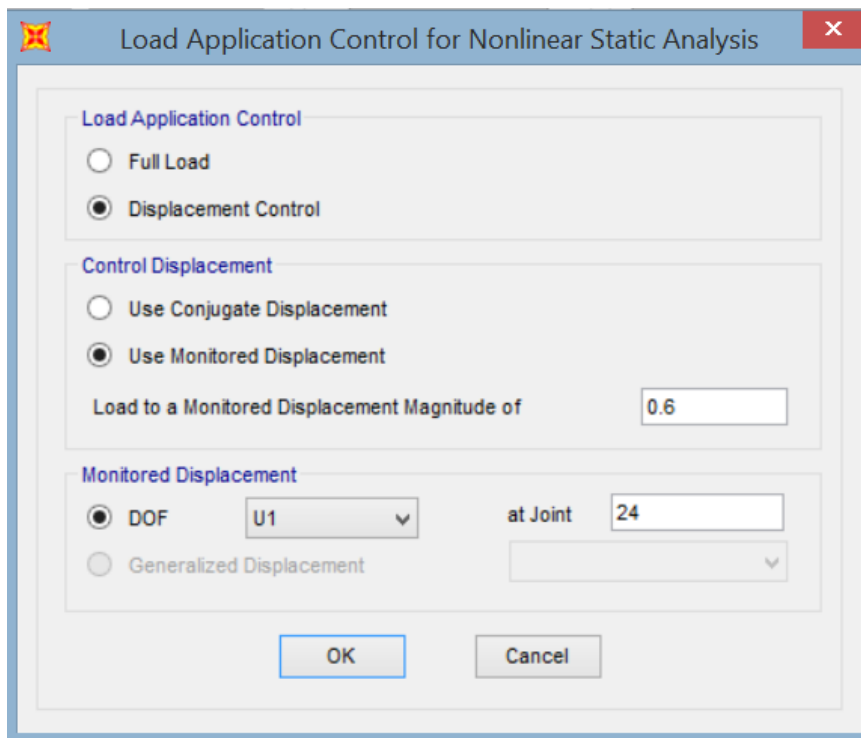 Load Application Control for Nonlinear Static Analysis
Load Application Control
Full Load
Displacement Control
Control Displacement
Use Conjugate Displacement
Use Monitored Displacement
Load to a Monitored Displacement Magnitude of 0.6
Monitored Displacement
DOF U1 at Joint 24
Generalized Displacement
OK Cancel